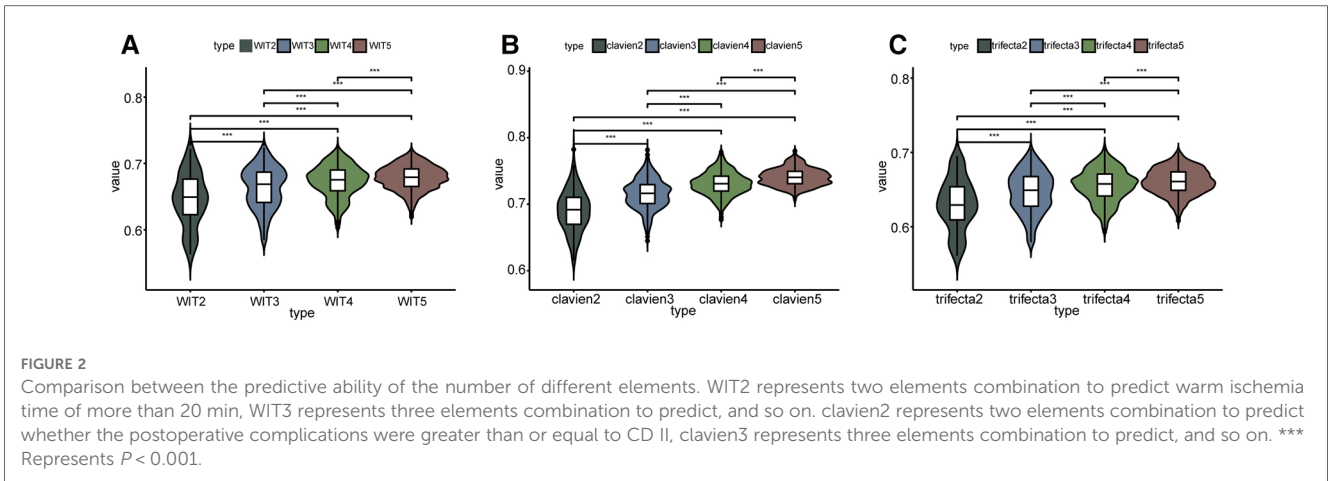 A
type WIT2 WIT3 WIT4 WIT5
***
***
***
***
***
***
0.8
0.7
0.6
value
WIT2 WIT3 WIT4 WIT5
type
B
type clavien2 clavien3 clavien4 clavien5
***
***
***
***
***
***
0.9
0.8
0.7
0.6
value
clavien2 clavien3 clavien4 clavien5
type
C
type trifecta2 trifecta3 trifecta4 trifecta5
***
***
***
***
***
***
0.8
0.7
0.6
value
trifecta2 trifecta3 trifecta4 trifecta5
type
FIGURE 2
Comparison between the predictive ability of the number of different elements. WIT2 represents two elements combination to predict warm ischemia
time of more than 20 min, WIT3 represents three elements combination to predict, and so on. clavien2 represents two elements combination to predict
whether the postoperative complications were greater than or equal to CD II, clavien3 represents three elements combination to predict, and so on. ***
Represents P < 0.001.